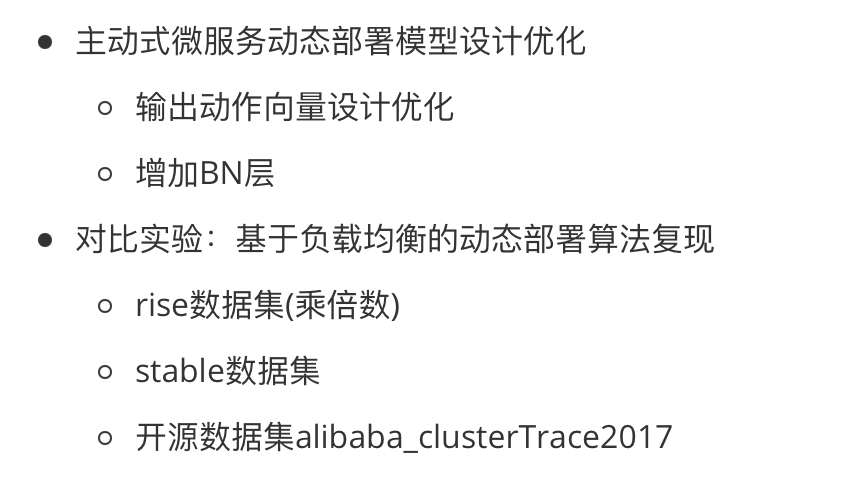 主动式微服务动态部署模型设计优化
输出动作向量设计优化
增加BN层
对比实验：基于负载均衡的动态部署算法复现
rise数据集(乘倍数)
stable数据集
开源数据集alibaba_clusterTrace2017